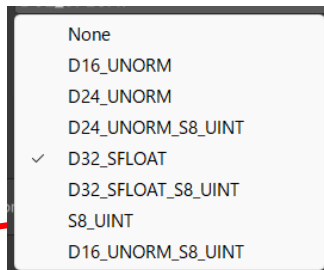 None
D16_UNORM
D24_UNORM
D24_UNORM_S8_UINT
D32_SFLOAT
D32_SFLOAT_S8_UINT
S8_UINT
D16_UNORM_S8_UINT